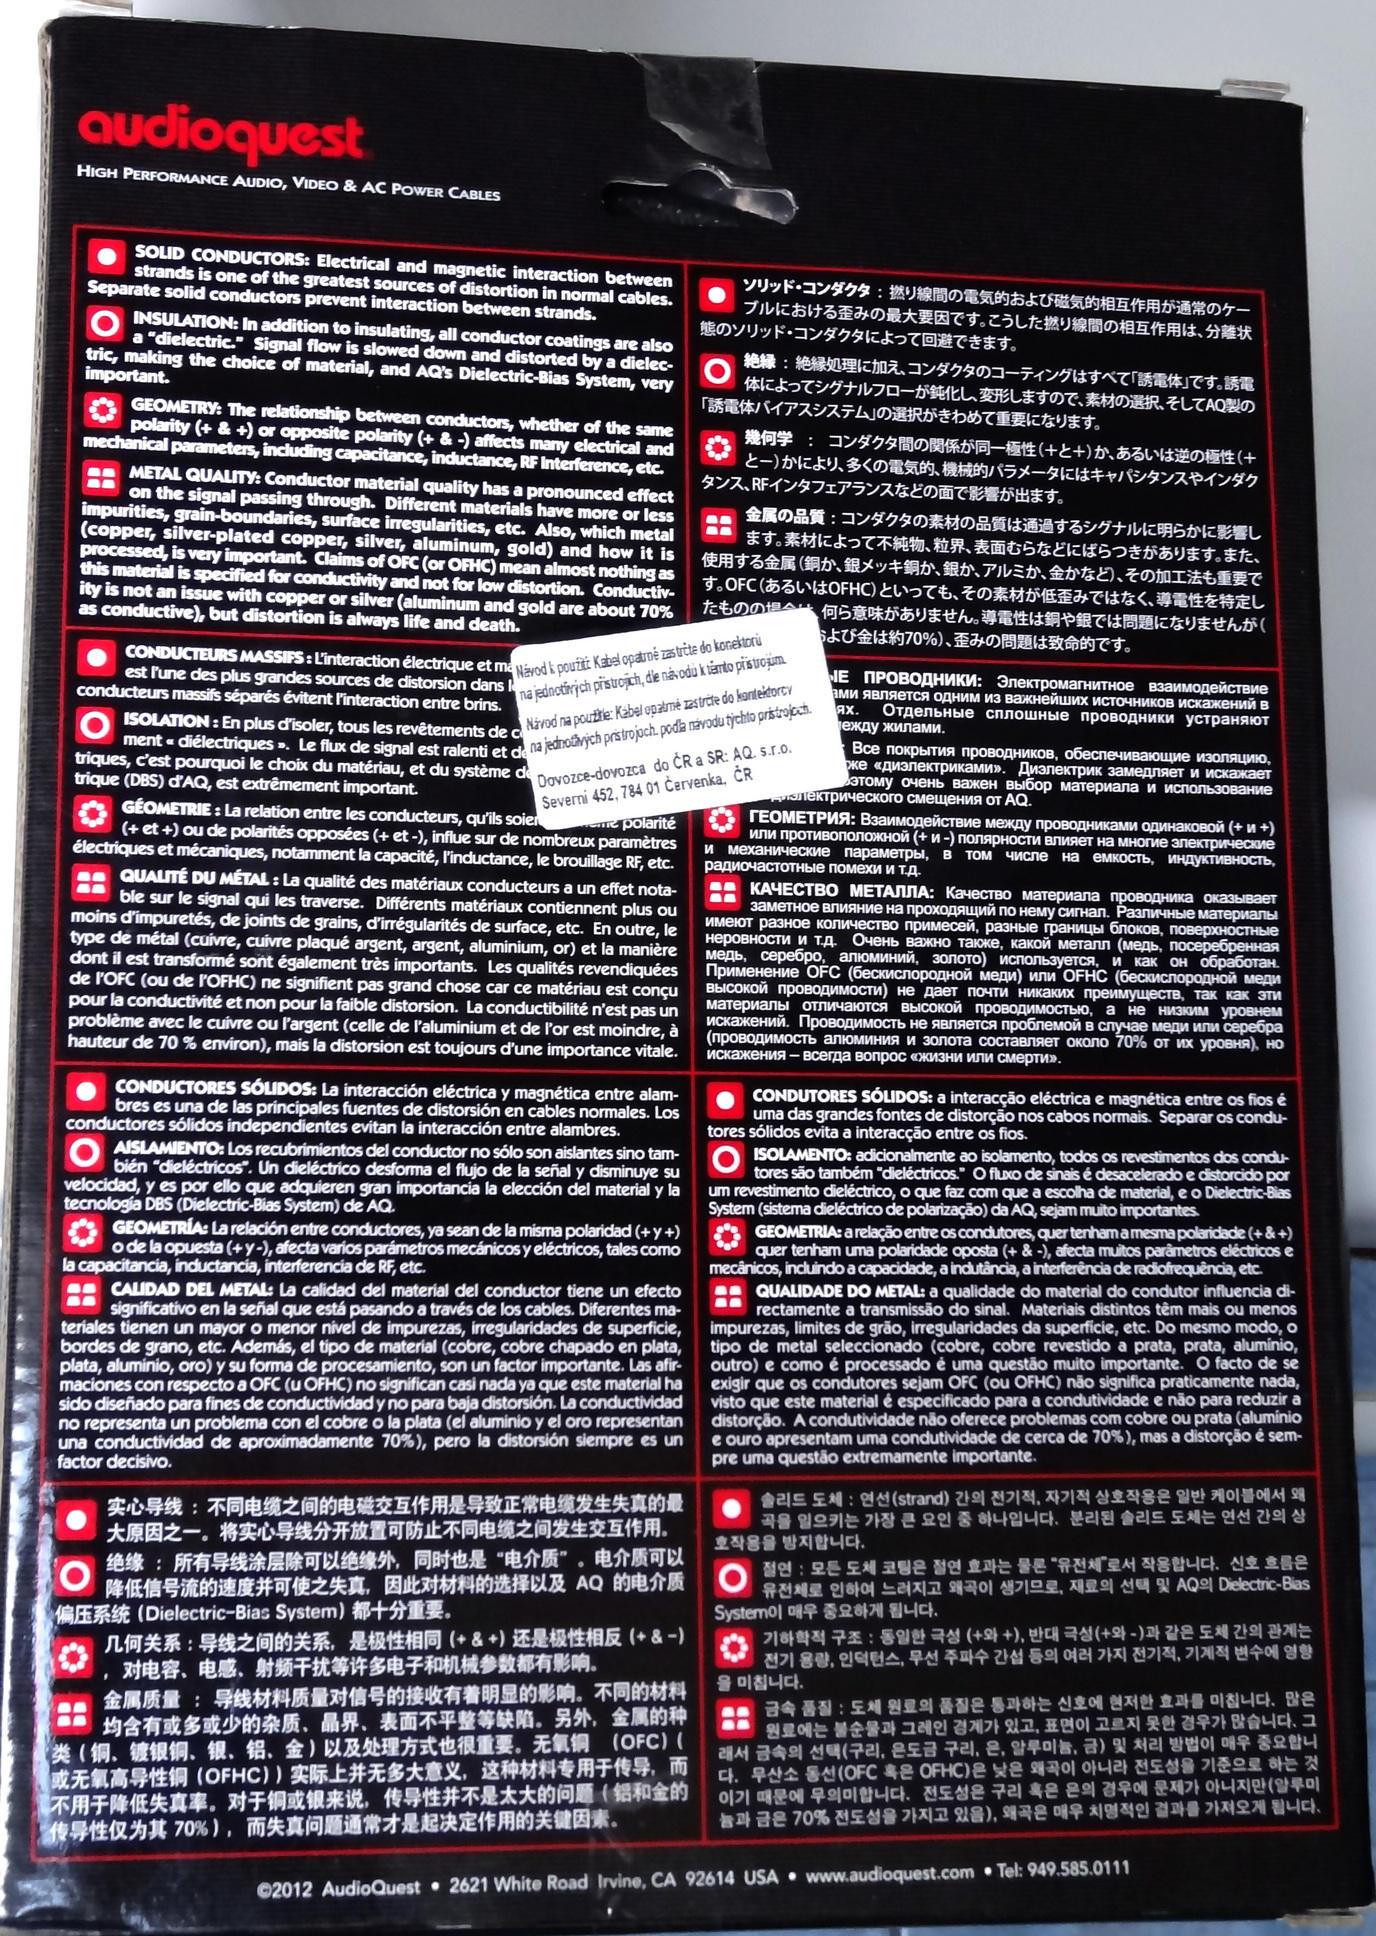 audioquest
HIGH PERFORMANCE AUDIO, VIDEO & AC POWER CABLES
SOLID CONDUCTORS: Electrical and magnetic interaction between
strands is one of the greatest sources of distortion in normal cables.
Separate solid conductors prevent interaction between strands.
INSULATION: In addition to insulating, all conductor coatings are also
a "dielectric." Signal flow is slowed down and distorted by a dielec-
tric, making the choice of material, and AQ's Dielectric-Bias System, very
important.
GEOMETRY: The relationship between conductors, whether of the same
polarity (+ & +) or opposite polarity (+ & -) affects many electrical and
mechanical parameters, including capacitance, inductance, RF Interference, etc.
METAL QUALITY: Conductor material quality has a pronounced effect
on the signal passing through. Different materials have more or less
impurities, grain-boundaries, surface irregularities, etc. Also, which metal
(copper, silver-plated copper, silver, aluminum, gold) and how it is
processed, is very important. Claims of OFC (or OFHC) mean almost nothing as
this material is specified for conductivity and not for low distortion. Conductiv-
ity is not an issue with copper or silver (aluminum and gold are about 70%
as conductive), but distortion is always life and death.
ソリッド・コンダクタ : 撚り線間の電気的および磁気的相互作用が通常のケー
ブルにおける歪みの最大要因です。こうした撚り線間の相互作用は、分離状
態のソリッド・コンダクタによって回避できます。
絶縁 : 絶縁処理に加え、コンダクタのコーティングはすべて「誘電体」です。誘電
体によってシグナルフローが鈍化し、変形しますので、素材の選択、そしてAQ製の
「誘電体バイアスシステム」の選択がきわめて重要になります。
幾何学 : コンダクタ間の関係が同一極性(+と+)か、あるいは逆の極性(+
と−)かにより、多くの電気的、機械的パラメータにはキャパシタンスやインダク
タンス、RFインタフェアランスなどの面で影響が出ます。
金属の品質 : コンダクタの素材の品質は通過するシグナルに明らかに影響し
ます。素材によって不純物、粒界、表面むらなどにばらつきがあります。また、
使用する金属(銅か、銀メッキ銅か、銀か、アルミか、金かなど)、その加工法も重要で
す。OFC(あるいはOFHC)といっても、その素材が低歪みではなく、導電性を特定し
たものの場合は、何ら意味がありません。導電性は銅や銀では問題になりませんが(
よび金は約70%)、歪みの問題は致命的です。
CONDUCTEURS MASSIFS : L'interaction électrique et
est l'une des plus grandes sources de distorsion dans
conducteurs massifs séparés évitent l'interaction entre brins.
ISOLATION : En plus d'isoler, tous les revêtements de
ment « diélectriques ». Le flux de signal est ralenti et
triques, c'est pourquoi le choix du matériau, et du système
trique (DBS) d'AQ, est extrêmement important.
GÉOMETRIE : La relation entre les conducteurs, qu'ils polarité
(+ et +) ou de polarités opposées (+ et -), influe sur de nombreux paramètres
électriques et mécaniques, notamment la capacité, l'inductance, le brouillage RF, etc.
QUALITÉ DU MÉTAL : La qualité des matériaux conducteurs a un effet nota-
ble sur le signal qui les traverse. Différents matériaux contiennent plus ou
moins d'impuretés, de joints de grains, d'irrégularités de surface, etc. En outre, le
type de métal (cuivre, cuivre plaqué argent, argent, aluminium, or) et la manière
dont il est transformé sont également très importants. Les qualités revendiquées
de l'OFC (ou de l'OFHC) ne signifient pas grand chose car ce matériau est conçu
pour la conductivité et non pour la faible distorsion. La conductibilité n'est pas un
problème avec le cuivre ou l'argent (celle de l'aluminium et de l'or est moindre, à
hauteur de 70 % environ), mais la distorsion est toujours d'une importance vitale.
Návod k použití: Kabel opatrně zastrčte do konektorů
na jednotlivých přístrojích, dle návodů k těmto přístrojům.
Návod na použitie: Kábel opatrne zastrčte do konektorov
na jednotlivých prístrojoch. podľa návodu týchto prístrojoch.
Dovozce-dovozca do ČR a SR: AQ. s.r.o.
Severní 452, 784 01 Červenka, ČR
ПРОВОДНИКИ: Электромагнитное взаимодействие
является одним из важнейших источников искажений в
Отдельные сплошные проводники устраняют
жилами.
Все покрытия проводников, обеспечивающие изоляцию,
«диэлектриками». Диэлектрик замедляет и искажает
очень важен выбор материала и использование
смещения от AQ.
ГЕОМЕТРИЯ: Взаимодействие между проводниками одинаковой (+ и +)
или противоположной (+ и -) полярности влияет на многие электрические
и механические параметры, в том числе на емкость, индуктивность,
радиочастотные помехи и т.д.
КАЧЕСТВО МЕТАЛЛА: Качество материала проводника оказывает
заметное влияние на проходящий по нему сигнал. Различные материалы
имеют разное количество примесей, разные границы блоков, поверхностные
неровности и т.д. Очень важно также, какой металл (медь, посеребренная
медь, серебро, алюминий, золото) используется, и как он обработан.
Применение OFC (бескислородной меди) или OFHC (бескислородной меди
высокой проводимости) не дает почти никаких преимуществ, так как эти
материалы отличаются высокой проводимостью, а не низким уровнем
искажений. Проводимость не является проблемой в случае меди или серебра
(проводимость алюминия и золота составляет около 70% от их уровня), но
искажения – всегда вопрос «жизни или смерти».
CONDUCTORES SÓLIDOS: La interacción eléctrica y magnética entre alam-
bres es una de las principales fuentes de distorsión en cables normales. Los
conductores sólidos independientes evitan la interacción entre alambres.
AISLAMIENTO: Los recubrimientos del conductor no sólo son aislantes sino tam-
bién "dieléctricos". Un dieléctrico desforma el flujo de la señal y disminuye su
velocidad, y es por ello que adquieren gran importancia la elección del material y la
tecnología DBS (Dielectric-Bias System) de AQ.
GEOMETRÍA: La relación entre conductores, ya sean de la misma polaridad (+ y +)
o de la opuesta (+ y -), afecta varios parámetros mecánicos y eléctricos, tales como
la capacitancia, inductancia, interferencia de RF, etc.
CALIDAD DEL METAL: La calidad del material del conductor tiene un efecto
significativo en la señal que está pasando a través de los cables. Diferentes ma-
teriales tienen un mayor o menor nivel de impurezas, irregularidades de superficie,
bordes de grano, etc. Además, el tipo de material (cobre, cobre chapado en plata,
plata, aluminio, oro) y su forma de procesamiento, son un factor importante. Las afir-
maciones con respecto a OFC (u OFHC) no significan casi nada ya que este material ha
sido diseñado para fines de conductividad y no para baja distorsión. La conductividad
no representa un problema con el cobre o la plata (el aluminio y el oro representan
una conductividad de aproximadamente 70%), pero la distorsión siempre es un
factor decisivo.
CONDUTORES SÓLIDOS: a interacção eléctrica e magnética entre os fios é
uma das grandes fontes de distorção nos cabos normais. Separar os condu-
tores sólidos evita a interacção entre os fios.
ISOLAMENTO: adicionalmente ao isolamento, todos os revestimentos dos condu-
tores são também "dieléctricos." O fluxo de sinais é desacelerado e distorcido por
um revestimento dieléctrico, o que faz com que a escolha de material, e o Dielectric-Bias
System (sistema dieléctrico de polarização) da AQ, sejam muito importantes.
GEOMETRIA: a relação entre os condutores, quer tenham a mesma polaridade (+ & +)
quer tenham uma polaridade oposta (+ & -), afecta muitos parâmetros eléctricos e
mecânicos, incluindo a capacidade, a indutância, a interferência de radiofrequência, etc.
QUALIDADE DO METAL: a qualidade do material do condutor influencia di-
rectamente a transmissão do sinal. Materiais distintos têm mais ou menos
impurezas, limites de grão, irregularidades da superfície, etc. Do mesmo modo, o
tipo de metal seleccionado (cobre, cobre revestido a prata, prata, alumínio,
outro) e como é processado é uma questão muito importante. O facto de se
exigir que os condutores sejam OFC (ou OFHC) não significa praticamente nada,
visto que este material é especificado para a condutividade e não para reduzir a
distorção. A condutividade não oferece problemas com cobre ou prata (alumínio
e ouro apresentam uma condutividade de cerca de 70%), mas a distorção é sem-
pre uma questão extremamente importante.
实心导线 : 不同电缆之间的电磁交互作用是导致正常电缆发生失真的最
大原因之一。将实心导线分开放置可防止不同电缆之间发生交互作用。
绝缘 : 所有导线涂层除可以绝缘外, 同时也是 "电介质" 。电介质可以
降低信号流的速度并可使之失真, 因此对材料的选择以及 AQ 的电介质
偏压系统 (Dielectric-Bias System) 都十分重要。
几何关系 : 导线之间的关系, 是极性相同 (+ & +) 还是极性相反 (+ & −)
, 对电容、电感、射频干扰等许多电子和机械参数都有影响。
金属质量 : 导线材料质量对信号的接收有着明显的影响。不同的材料
均含有或多或少的杂质、晶界、表面不平整等缺陷。另外, 金属的种
类 (铜、镀银铜、银、铝、金) 以及处理方式也很重要。无氧铜 (OFC) (
或无氧高导性铜 (OFHC) ) 实际上并无多大意义, 这种材料专用于传导, 而
不用于降低失真率。对于铜或银来说, 传导性并不是太大的问题 (铝和金的
传导性仅为其 70%) , 而失真问题通常才是起决定作用的关键因素。
솔리드 도체 : 연선(strand) 간의 전기적, 자기적 상호작용은 일반 케이블에서 왜
곡을 일으키는 가장 큰 요인 중 하나입니다. 분리된 솔리드 도체는 연선 간의 상
호작용을 방지합니다.
절연 : 모든 도체 코팅은 절연 효과는 물론 "유전체"로서 작용합니다. 신호 흐름은
유전체로 인하여 느려지고 왜곡이 생기므로, 재료의 선택 및 AQ의 Dielectric-Bias
System이 매우 중요하게 됩니다.
기하학적 구조 : 동일한 극성 (+와 +), 반대 극성(+와 -)과 같은 도체 간의 관계는
전기 용량, 인덕턴스, 무선 주파수 간섭 등의 여러 가지 전기적, 기계적 변수에 영향
을 미칩니다.
금속 품질 : 도체 원료의 품질은 통과하는 신호에 현저한 효과를 미칩니다. 많은
원료에는 불순물과 그레인 경계가 있고, 표면이 고르지 못한 경우가 많습니다. 그
래서 금속의 선택(구리, 은도금 구리, 은, 알루미늄, 금) 및 처리 방법이 매우 중요합니
다. 무산소 동선(OFC 혹은 OFHC)은 낮은 왜곡이 아니라 전도성을 기준으로 하는 것
이기 때문에 무의미합니다. 전도성은 구리 혹은 은의 경우에 문제가 아니지만(알루미
늄과 금은 70% 전도성을 가지고 있음), 왜곡은 매우 치명적인 결과를 가져오게 됩니다.
©2012 AudioQuest • 2621 White Road Irvine, CA 92614 USA • www.audioquest.com • Tel: 949.585.0111